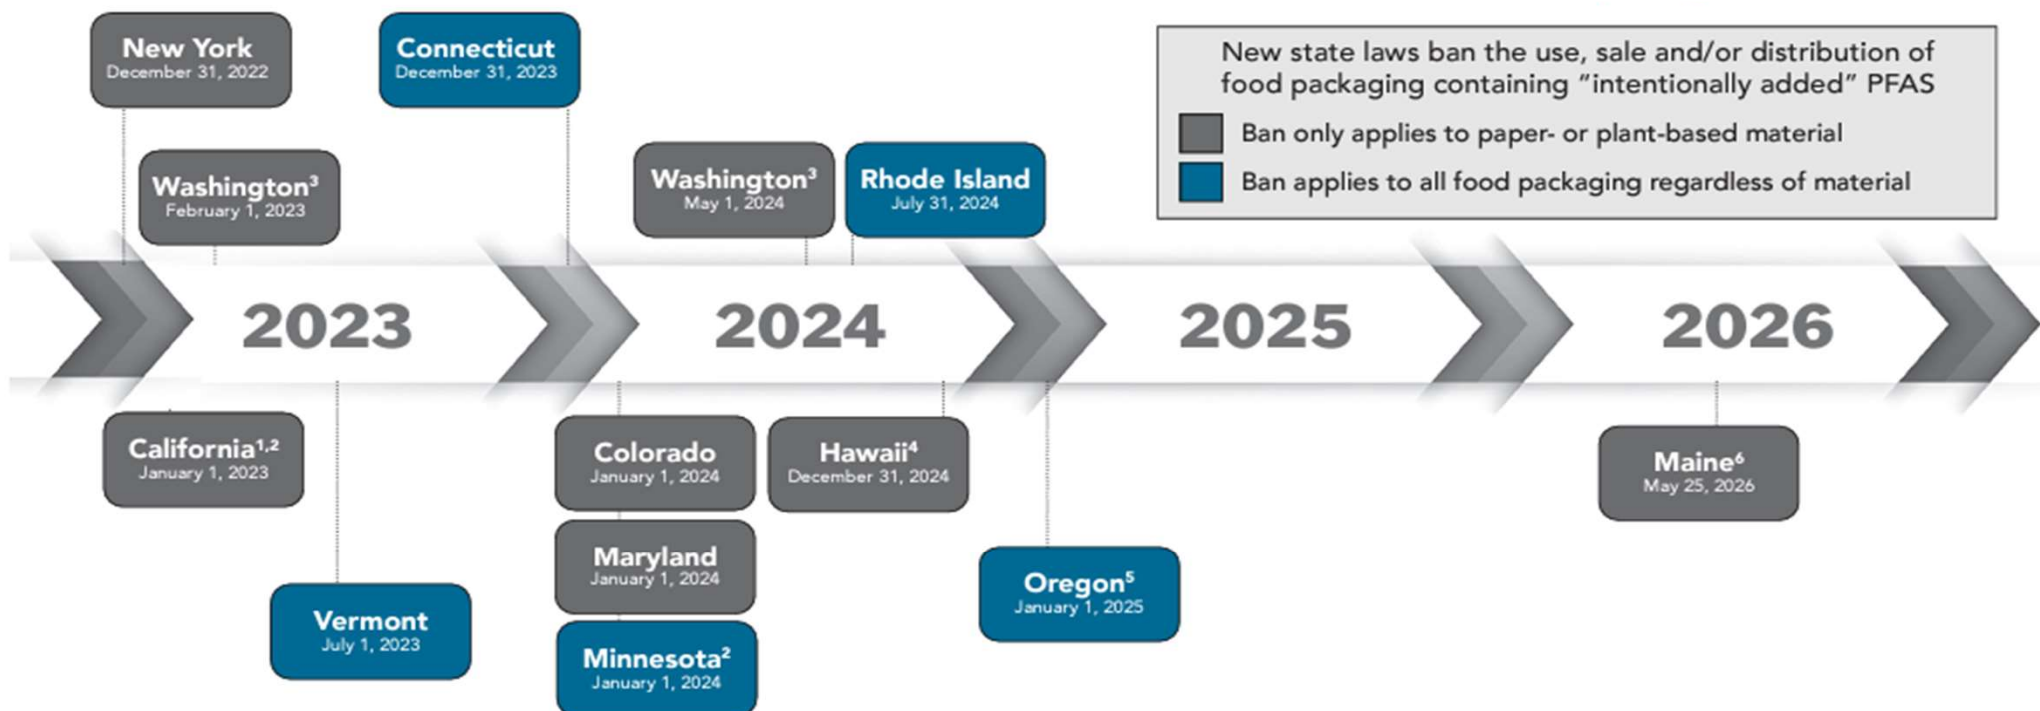 New York
December 31, 2022
Connecticut
December 31, 2023
New state laws ban the use, sale and/or distribution of
food packaging containing “intentionally added” PFAS
Ban only applies to paper- or plant-based material
Ban applies to all food packaging regardless of material
Washington³
February 1, 2023
Washington³
May 1, 2024
Rhode Island
July 31, 2024
2023
2024
2025
2026
California¹,²
January 1, 2023
Colorado
January 1, 2024
Hawaii⁴
December 31, 2024
Maine⁶
May 25, 2026
Maryland
January 1, 2024
Oregon⁵
January 1, 2025
Vermont
July 1, 2023
Minnesota²
January 1, 2024